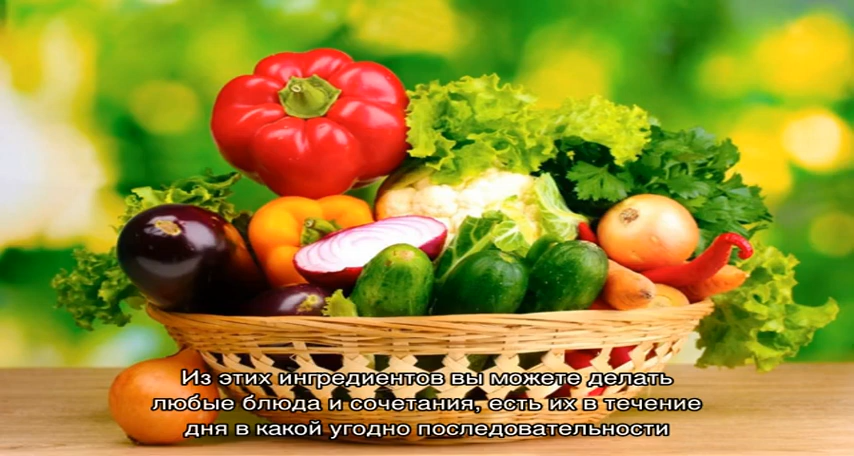 Из этих ингредиентов вы можете делать
любые блюда и сочетания, есть их в течение
дня в какой угодно последовательности